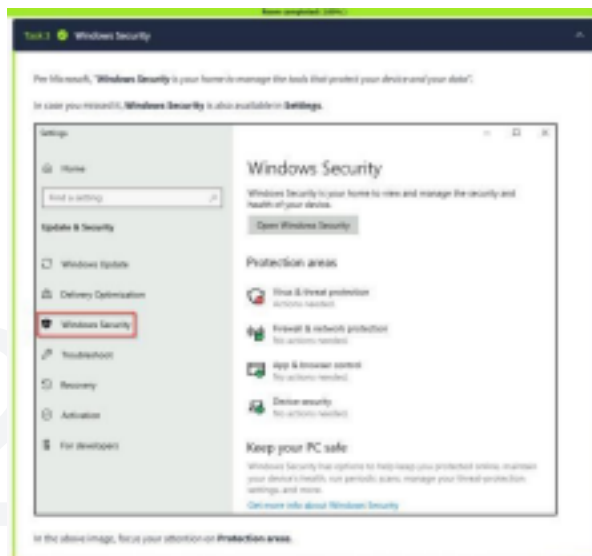 Room completed (100%)
Task 3 Windows Security
Per Microsoft, "Windows Security is your home to manage the tools that protect your device and your data".
In case you missed it, Windows Security is also available in Settings.
Settings
Home
Windows Security
Find a setting
Windows Security is your home to view and manage the security and
health of your device.
Update & Security
Open Windows Security
Windows Update
Protection areas
Delivery Optimization
Virus & threat protection
Actions needed.
Windows Security
Firewall & network protection
No actions needed.
Troubleshoot
App & browser control
No actions needed.
Recovery
Activation
Device security
No actions needed.
For developers
Keep your PC safe
Windows Security has options to help keep you protected online, maintain
your device's health, run periodic scans, manage your threat protection
settings, and more.
Get more info about Windows Security
In the above image, focus your attention on Protection areas.